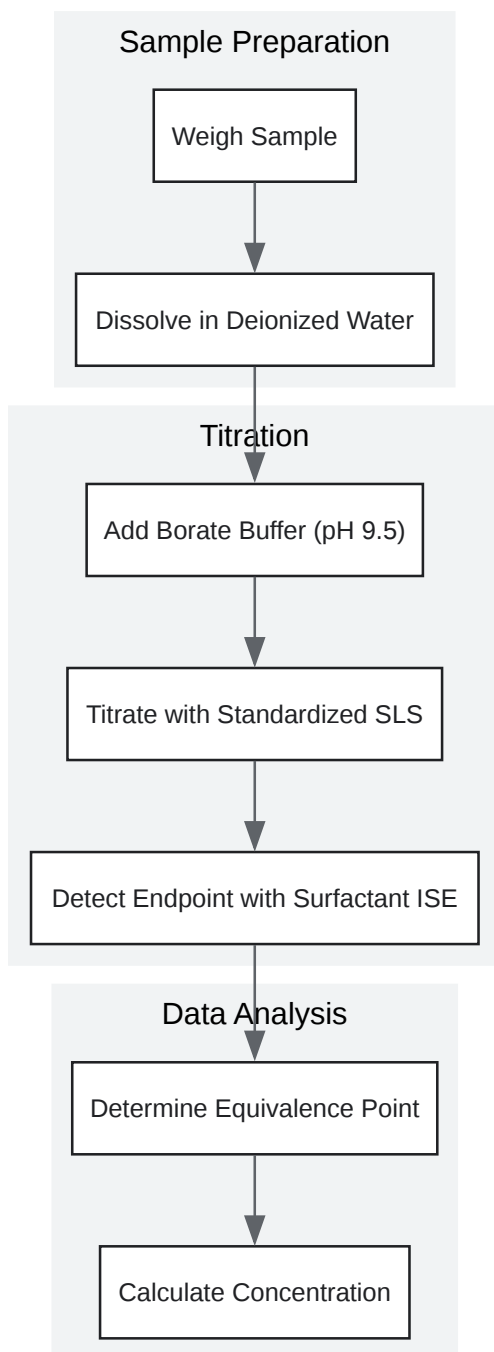 Sample Preparation
Weigh Sample
Dissolve in Deionized Water
Titration
Add Borate Buffer (pH 9.5)
Titrate with Standardized SLS
Detect Endpoint with Surfactant ISE
Data Analysis
Determine Equivalence Point
Calculate Concentration